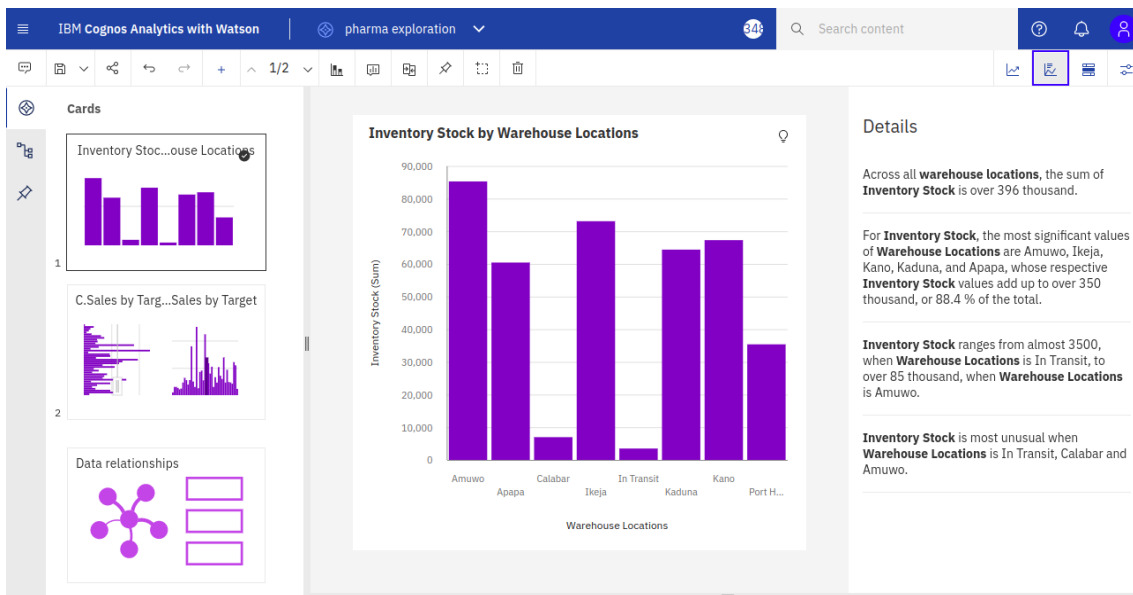 IBM Cognos Analytics with Watson
pharma exploration
348
Search content
1/2
Cards
Inventory Stoc...ouse Locations
1
C.Sales by Targ...Sales by Target
2
Data relationships
Inventory Stock by Warehouse Locations
Inventory Stock (Sum)
90,000
80,000
70,000
60,000
50,000
40,000
30,000
20,000
10,000
0
Amuwo
Apapa
Calabar
Ikeja
In Transit
Kaduna
Kano
Port H...
Warehouse Locations
Details
Across all warehouse locations, the sum of
Inventory Stock is over 396 thousand.
For Inventory Stock, the most significant values
of Warehouse Locations are Amuwo, Ikeja,
Kano, Kaduna, and Apapa, whose respective
Inventory Stock values add up to over 350
thousand, or 88.4 % of the total.
Inventory Stock ranges from almost 3500,
when Warehouse Locations is In Transit, to
over 85 thousand, when Warehouse Locations
is Amuwo.
Inventory Stock is most unusual when
Warehouse Locations is In Transit, Calabar and
Amuwo.